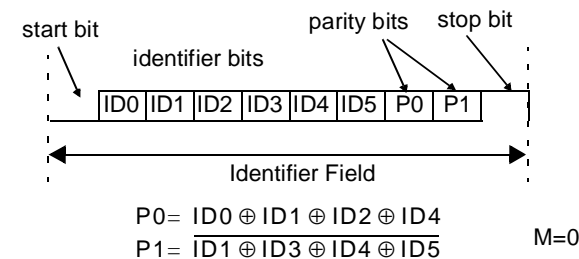 start bit
parity bits
stop bit
identifier bits
ID0 ID1 ID2 ID3 ID4 ID5 P0 P1
Identifier Field
P0= ID0 ⊕ ID1 ⊕ ID2 ⊕ ID4
P1= ID1 ⊕ ID3 ⊕ ID4 ⊕ ID5
M=0